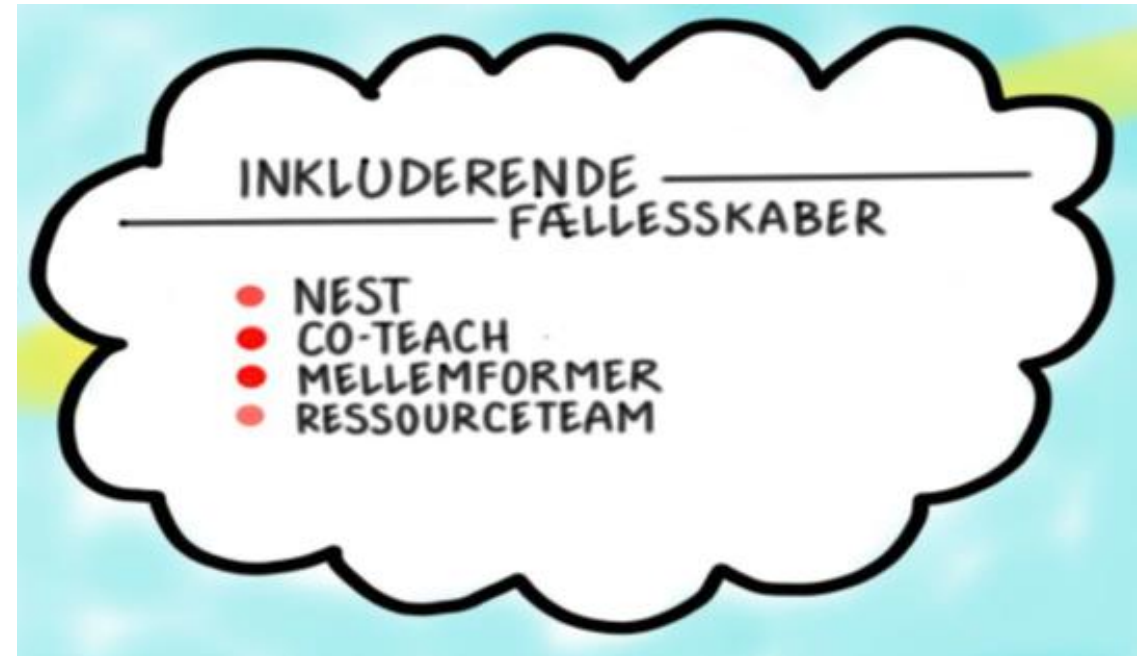 INKLUDERENDE
FÆLLESSKABER
NEST
CO-TEACH
MELLEMFORMER
RESSOURCETEAM